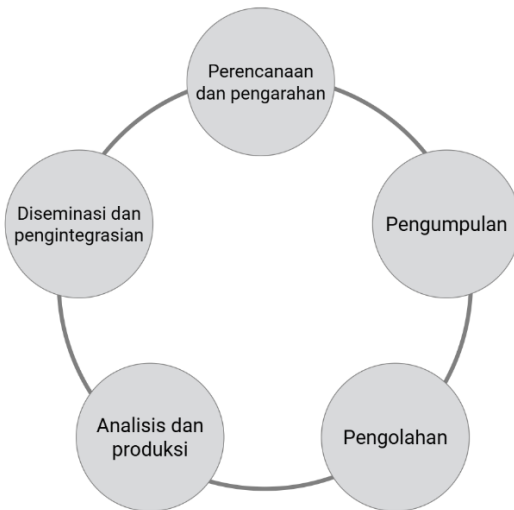 Perencanaan
dan pengarahan
Pengumpulan
Pengolahan
Analisis dan
produksi
Diseminasi dan
pengintegrasian